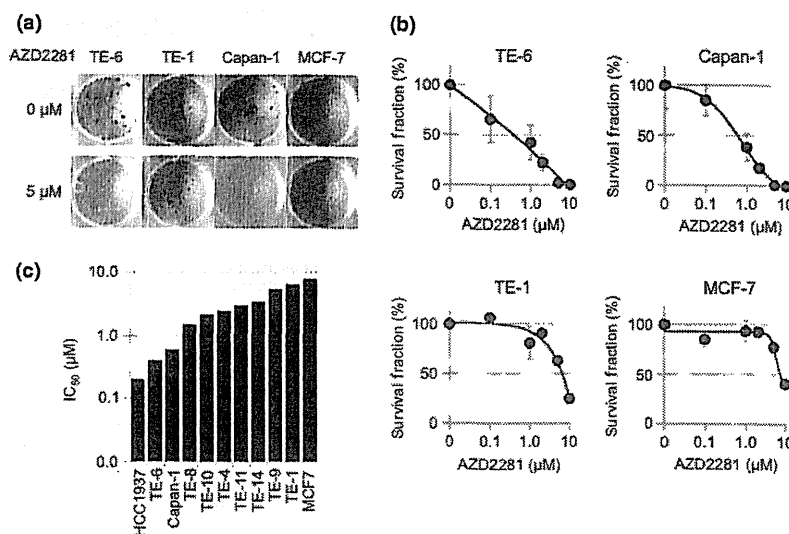 (a)
AZD2281 TE-6 TE-1 Capan-1 MCF-7
0 µM
5 µM
(b)
TE-6
Survival fraction (%)
100
50
0
0 0.1 1.0 10
AZD2281 (µM)
Capan-1
Survival fraction (%)
100
50
0
0 0.1 1.0 10
AZD2281 (µM)
TE-1
Survival fraction (%)
100
50
0
0 0.1 1.0 10
AZD2281 (µM)
MCF-7
Survival fraction (%)
100
50
0
0 0.1 1.0 10
AZD2281 (µM)
(c)
IC50 (µM)
10.0
1.0
0.1
0.0
HCC1937
TE-6
Capan-1
TE-8
TE-10
TE-4
TE-11
TE-14
TE-9
TE-1
MCF7